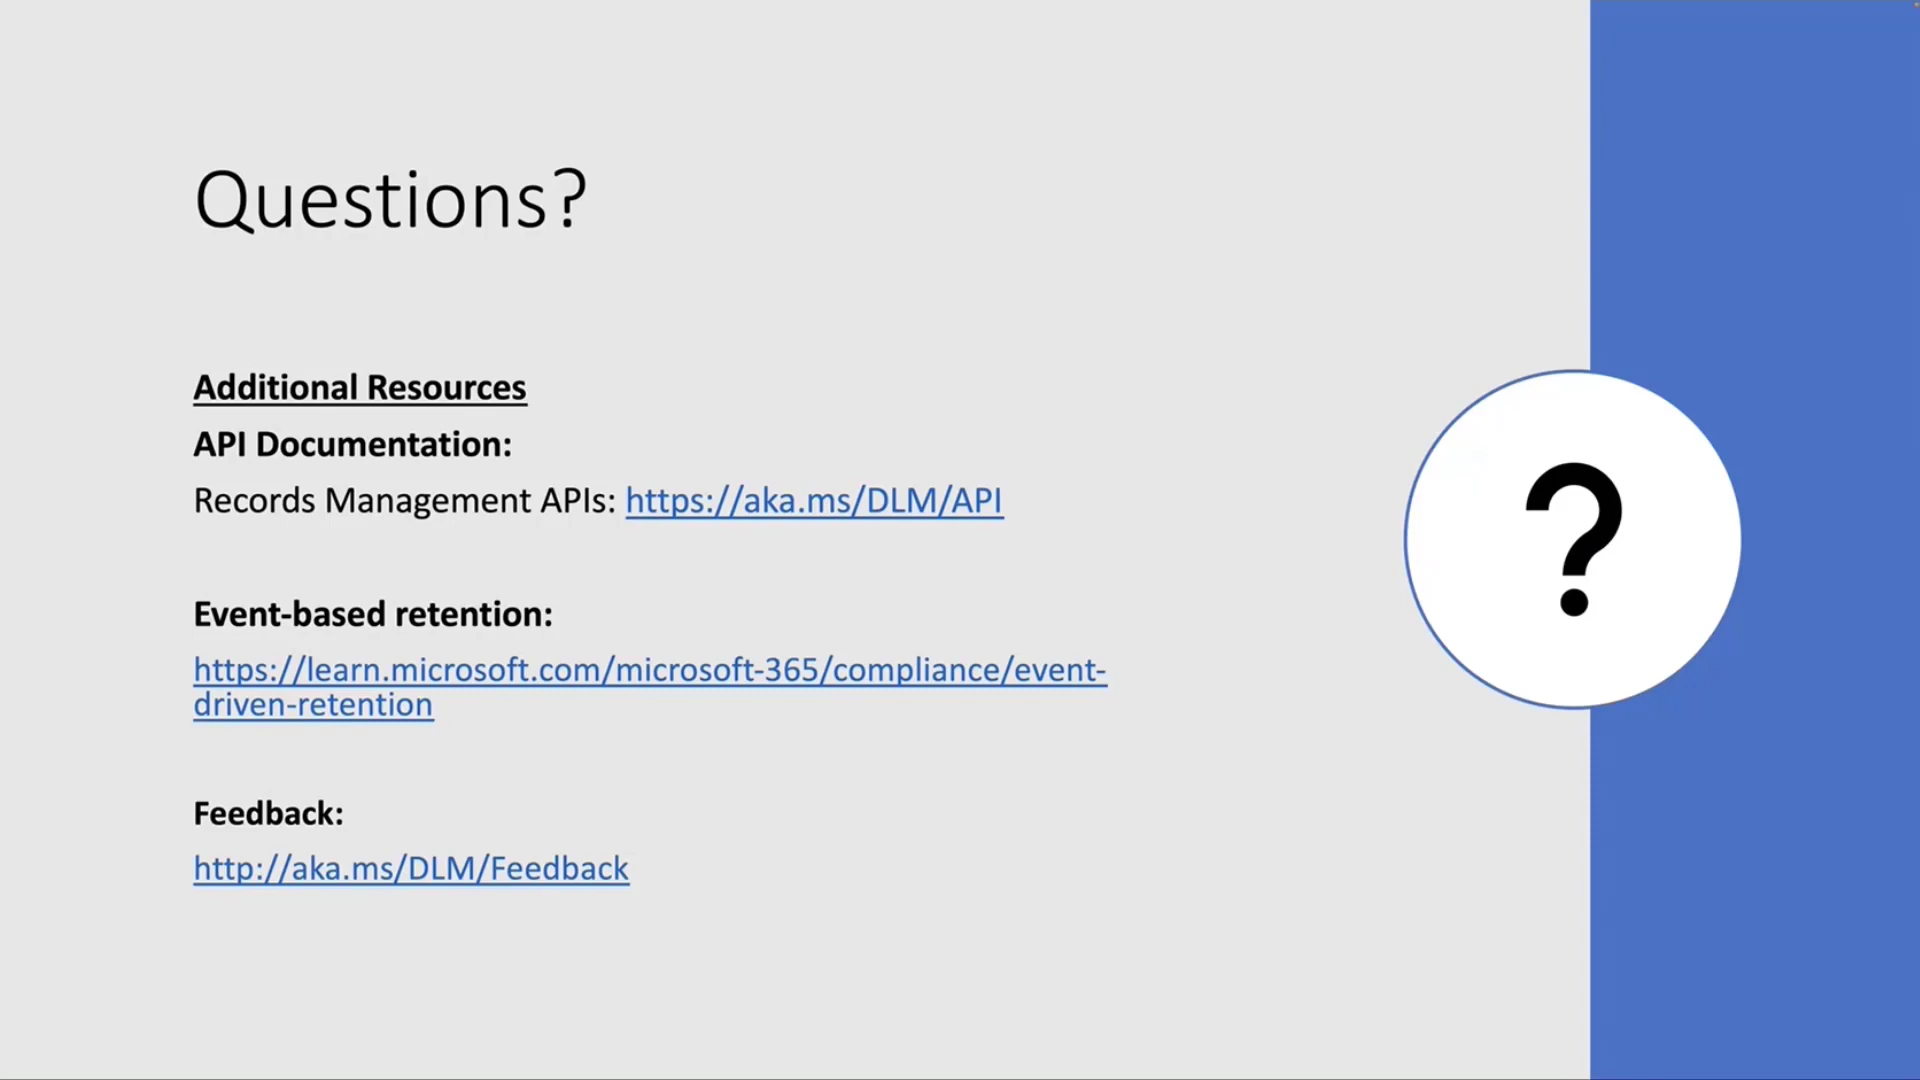 Questions?
Additional Resources
API Documentation:
Records Management APIs: https://aka.ms/DLM/API
Event-based retention:
https://learn.microsoft.com/microsoft-365/compliance/event-
driven-retention
Feedback:
http://aka.ms/DLM/Feedback
?